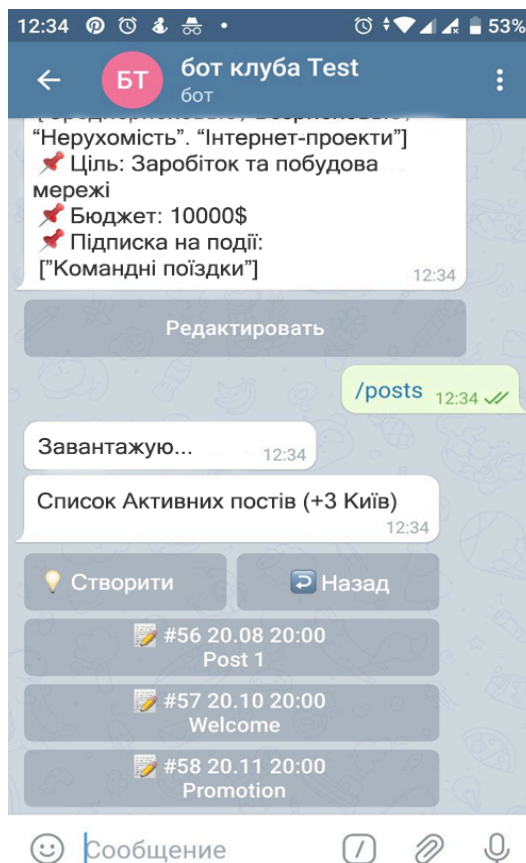 12:34
53%
БТ
бот клуба Test
бот
“Нерухомість”. “Інтернет-проекти”]
📌 Ціль: Заробіток та побудова
мережі
📌 Бюджет: 10000$
📌 Підписка на події:
["Командні поїздки”]
12:34
Редактировать
/posts 12:34
Завантажую... 12:34
Список Активних постів (+3 Київ)
12:34
💡 Створити
↩️ Назад
📝 #56 20.08 20:00
Post 1
📝 #57 20.10 20:00
Welcome
📝 #58 20.11 20:00
Promotion
Сообщение